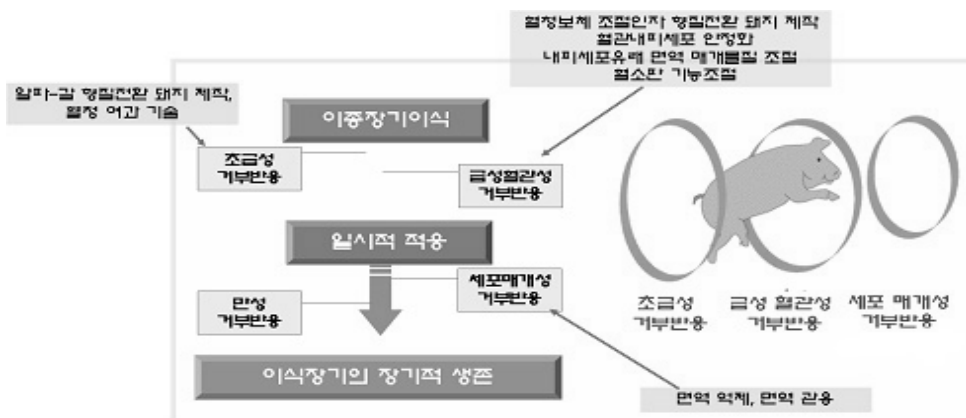 혈청보체 조절인자 형질전환 돼지 제작
혈관내피세포 안정화
내피세포유래 면역 매개물질 조절
혈소판 기능조절
알파-갈 형질전환 돼지 제작,
혈청 여과 기술
이종장기이식
초급성
거부반응
급성혈관성
거부반응
일시적 적응
세포매개성
거부반응
만성
거부반응
이식장기의 장기적 생존
초급성
거부반응
급성 혈관성
거부반응
세포 매개성
거부반응
면역 억제, 면역 관용